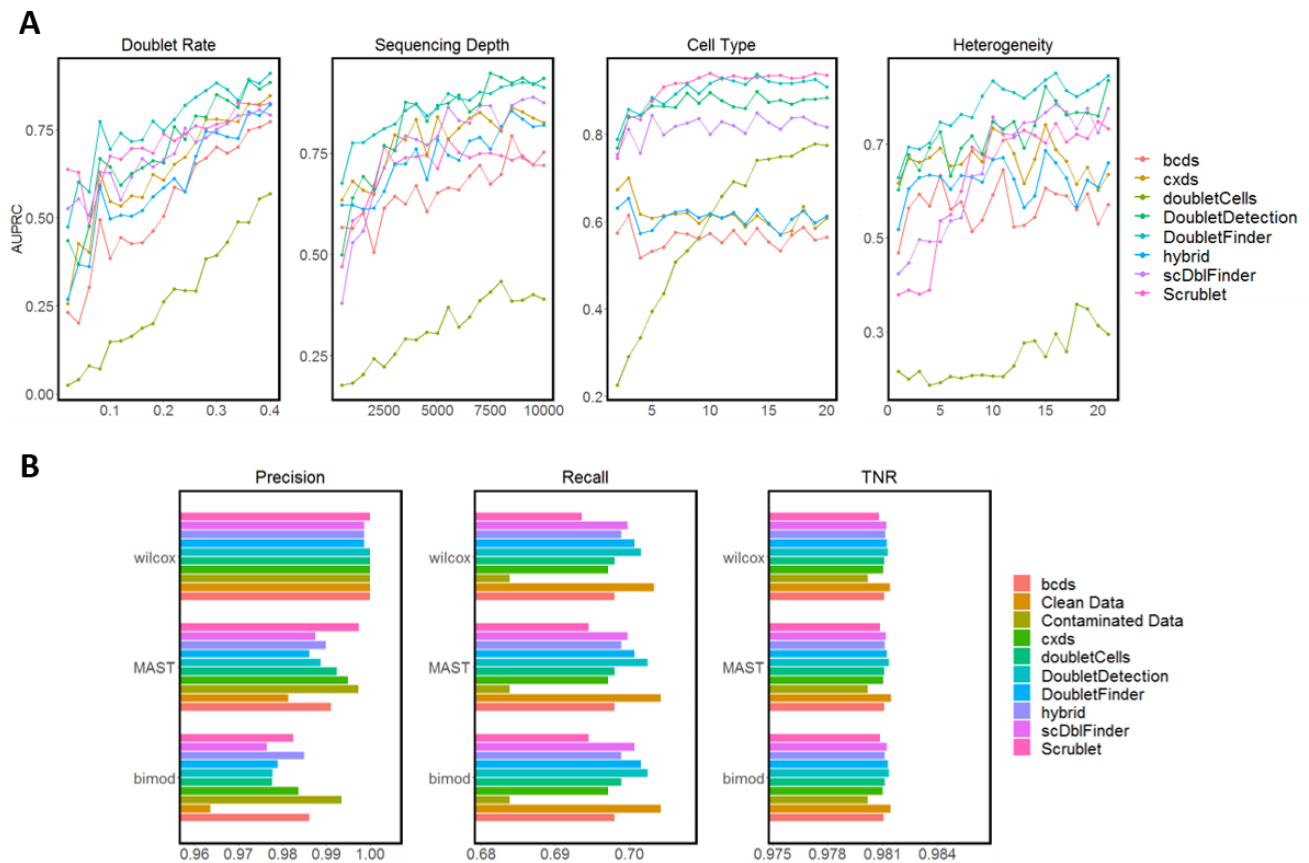 A
Doublet Rate
Sequencing Depth
Cell Type
Heterogeneity
AUPRC
0.75
0.50
0.25
0.00
0.1
0.2
0.3
0.4
0.75
0.50
0.25
2500
5000
7500
10000
0.8
0.6
0.4
0.2
5
10
15
20
0.7
0.5
0.3
0
5
10
15
20
bcds
cxds
doubletCells
DoubletDetection
DoubletFinder
hybrid
scDblFinder
Scrublet
B
Precision
Recall
TNR
wilcox
MAST
bimod
0.96
0.97
0.98
0.99
1.00
wilcox
MAST
bimod
0.68
0.69
0.70
wilcox
MAST
bimod
0.975
0.978
0.981
0.984
bcds
Clean Data
Contaminated Data
cxds
doubletCells
DoubletDetection
DoubletFinder
hybrid
scDblFinder
Scrublet